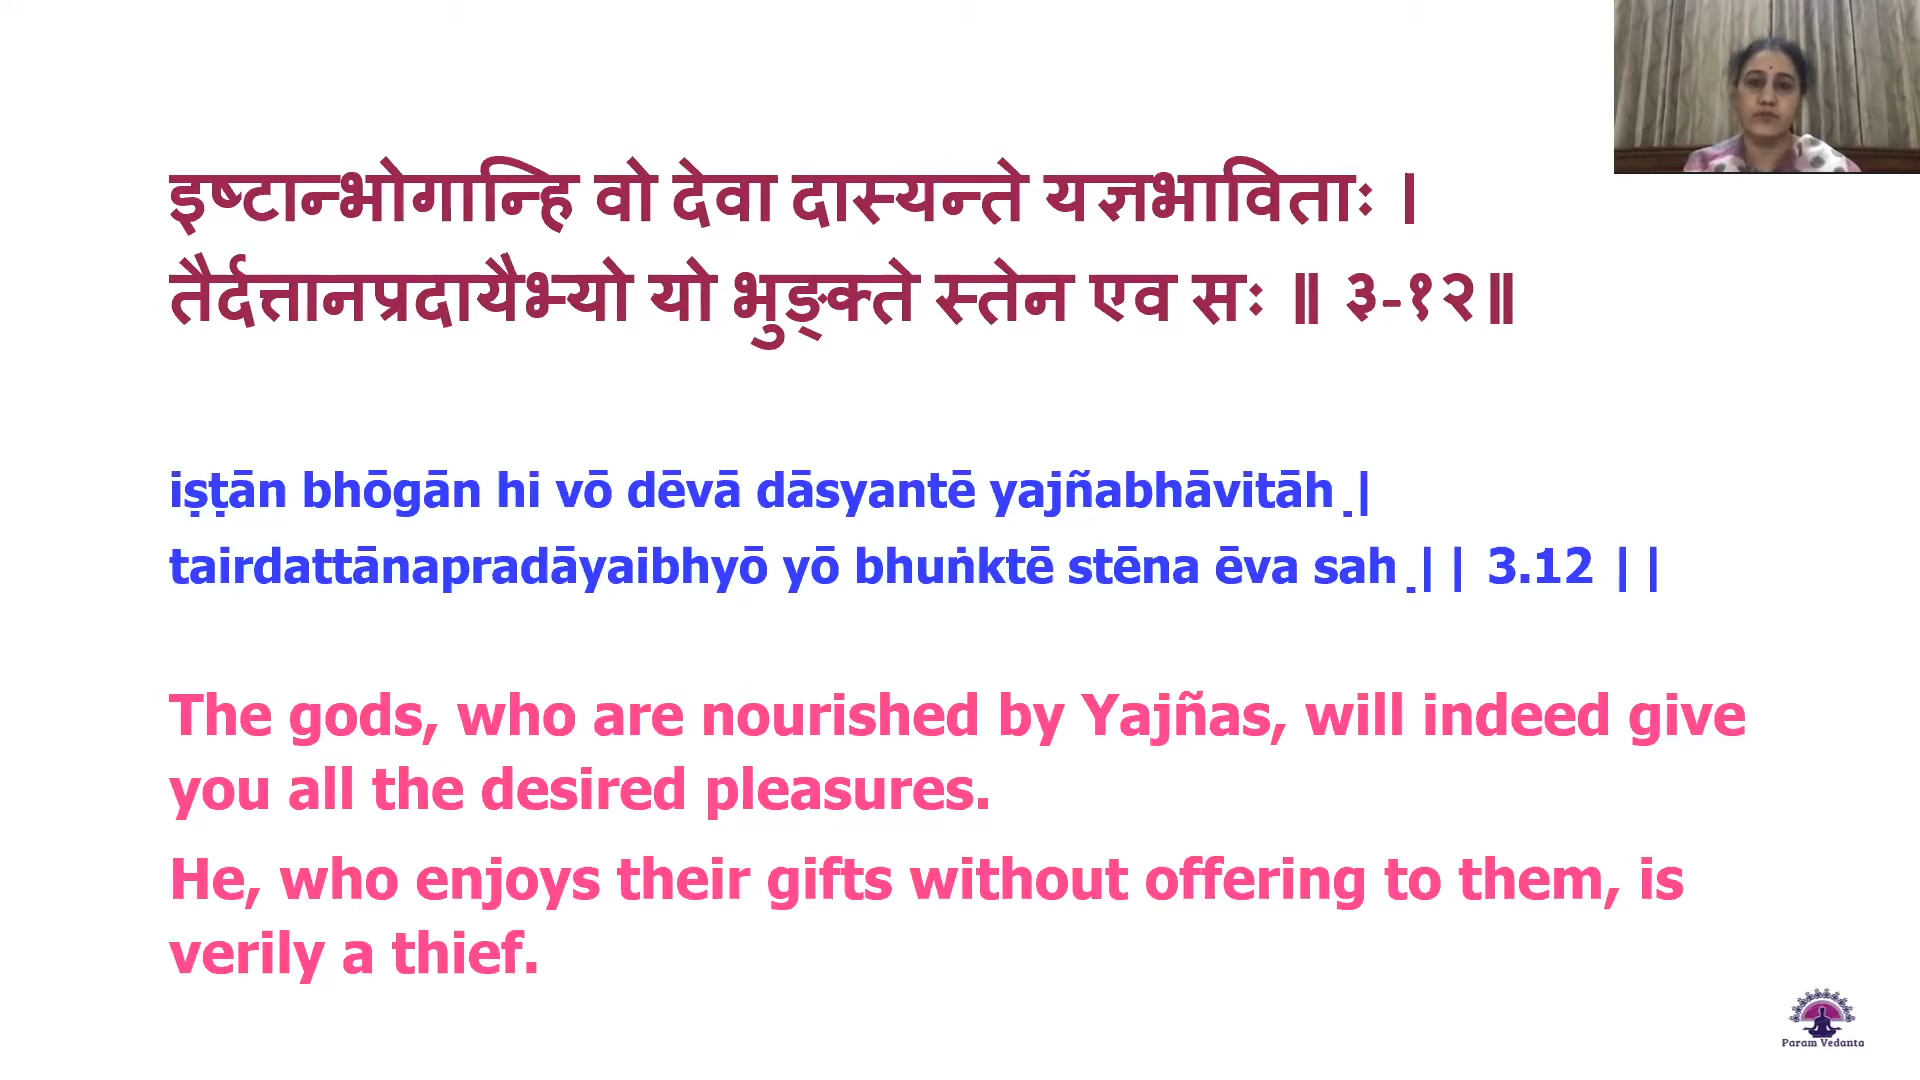 इष्टान्भोगान्हि वो देवा दास्यन्ते यज्ञभाविताः ।
तैर्दत्तानप्रदायैभ्यो यो भुङ्क्ते स्तेन एव सः ॥ ३-१२॥
iṣṭān bhōgān hi vō dēvā dāsyantē yajñabhāvitāḥ |
tairdattānapradāyaibhyō yō bhuṅktē stēna ēva saḥ || 3.12 ||
The gods, who are nourished by Yajñas, will indeed give
you all the desired pleasures.
He, who enjoys their gifts without offering to them, is
verily a thief.
Param Vedanta